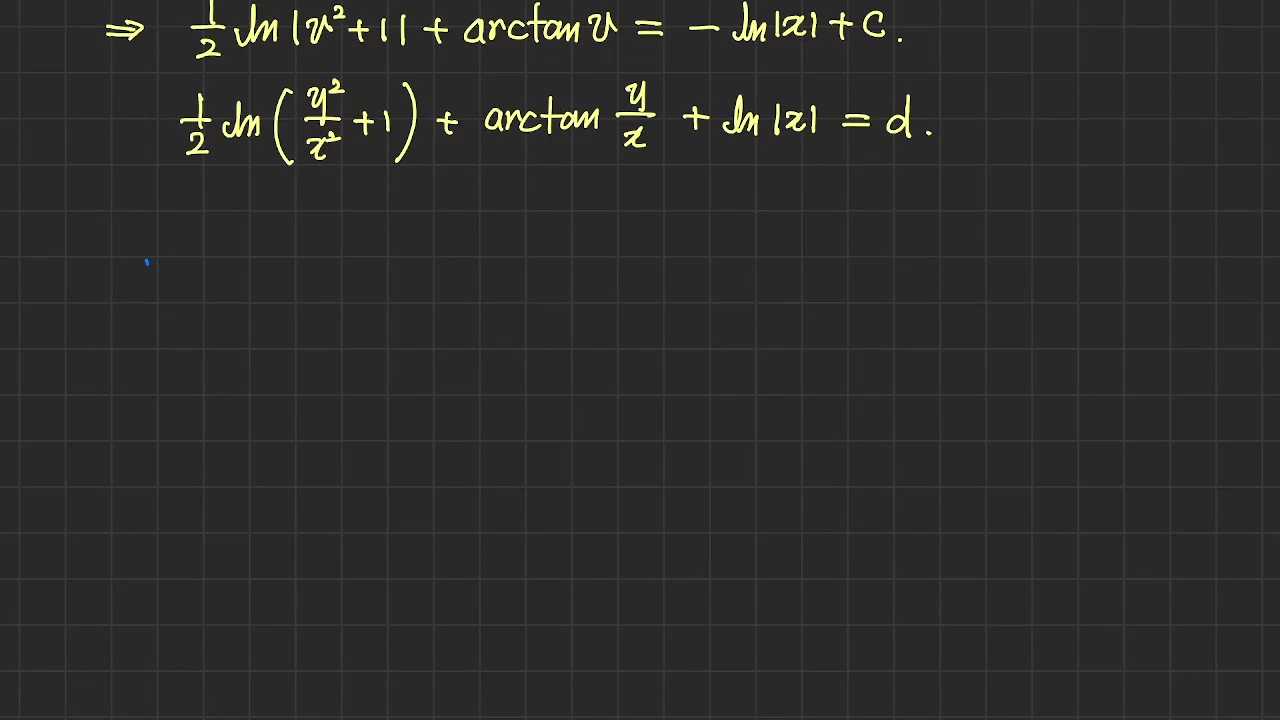 ⇒ 1/2 ln|v²+1| + arctan v = − ln|x| + C.
1/2 ln(y²/x² + 1) + arctan y/x + ln|x| = d.